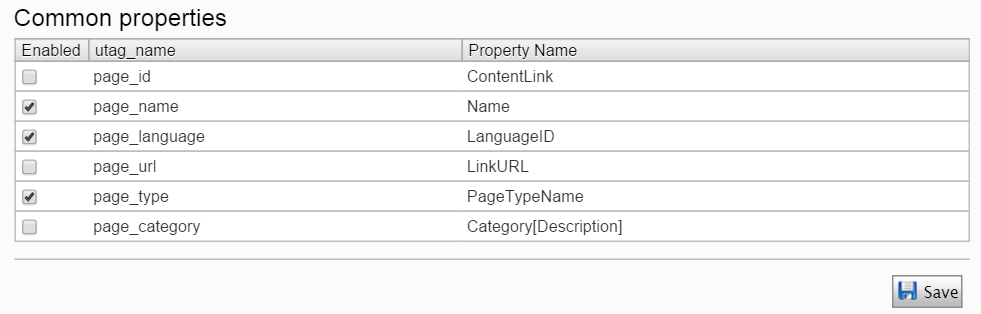 Common properties
Enabled utag_name Property Name
page_id ContentLink
page_name Name
page_language LanguageID
page_url LinkURL
page_type PageTypeName
page_category Category[Description]
Save